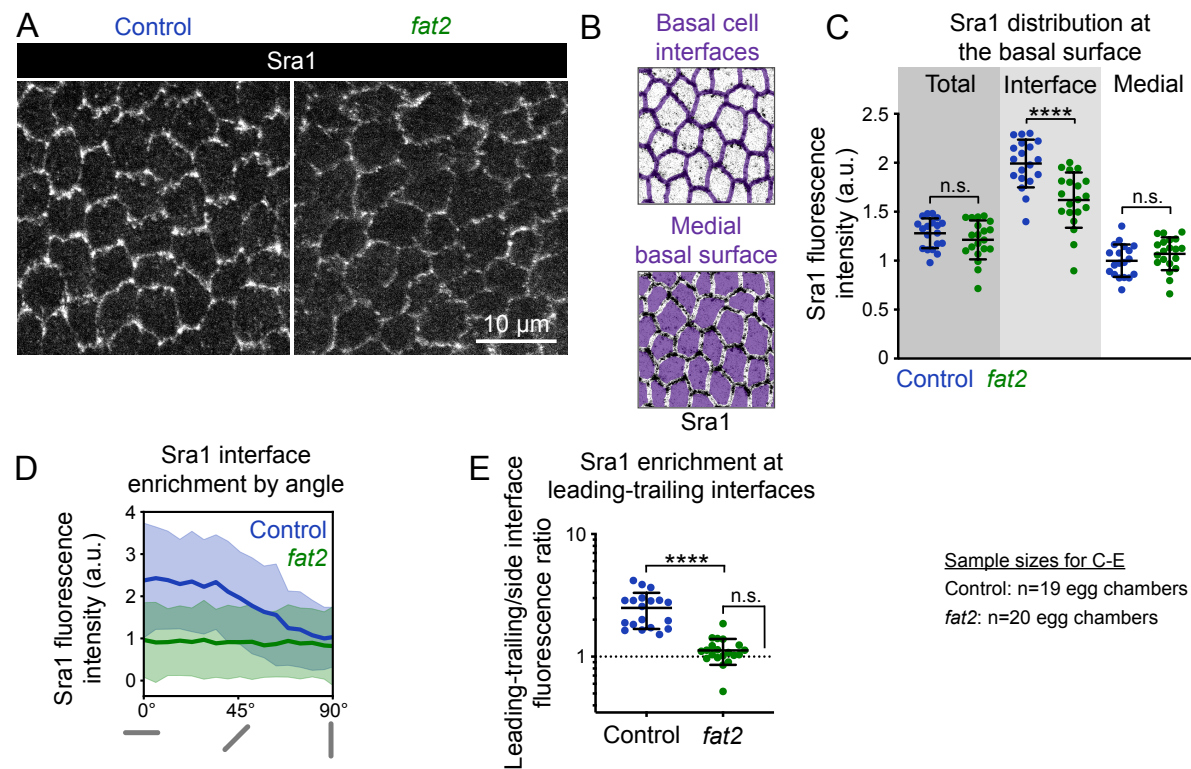 A
Control
fat2
Sra1
10 µm
B
Basal cell
interfaces
Medial
basal surface
Sra1
C
Sra1 distribution at
the basal surface
Total
Interface
Medial
Sra1 fluorescence
intensity (a.u.)
2.5
2
1.5
1
0.5
0
n.s.
****
n.s.
Control fat2
D
Sra1 interface
enrichment by angle
Sra1 fluorescence
intensity (a.u.)
4
3
2
1
0
Control
fat2
0°
45°
90°
E
Sra1 enrichment at
leading-trailing interfaces
Leading-trailing/side interface
fluorescence ratio
10
1
****
n.s.
Control
fat2
Sample sizes for C-E
Control: n=19 egg chambers
fat2: n=20 egg chambers